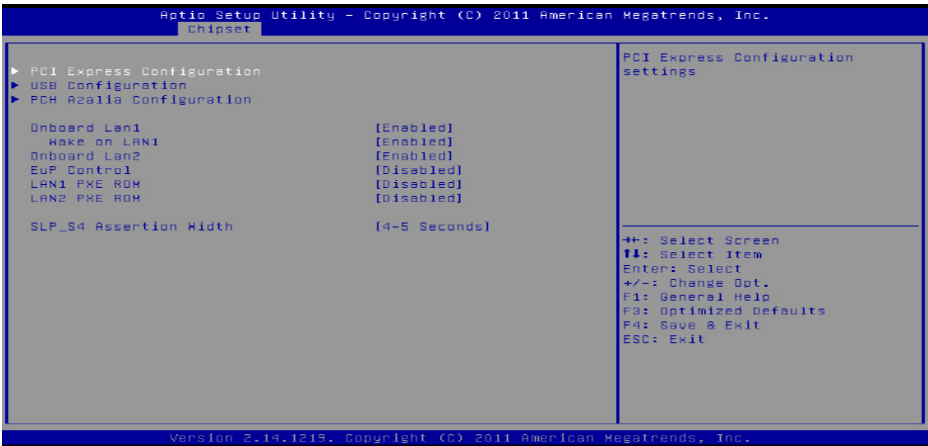 Aptio Setup Utility – Copyright (C) 2011 American Megatrends, Inc.
Chipset
▶ PCI Express Configuration
▶ USB Configuration
▶ PCH Azalia Configuration
Onboard Lan1 [Enabled]
Wake on LAN1 [Enabled]
Onboard Lan2 [Enabled]
EuP Control [Disabled]
LAN1 PXE ROM [Disabled]
LAN2 PXE ROM [Disabled]
SLP_S4 Assertion Width [4-5 Seconds]
PCI Express Configuration
settings
→←: Select Screen
↑↓: Select Item
Enter: Select
+/-: Change Opt.
F1: General Help
F3: Optimized Defaults
F4: Save & Exit
ESC: Exit
Version 2.14.1219. Copyright (C) 2011 American Megatrends, Inc.